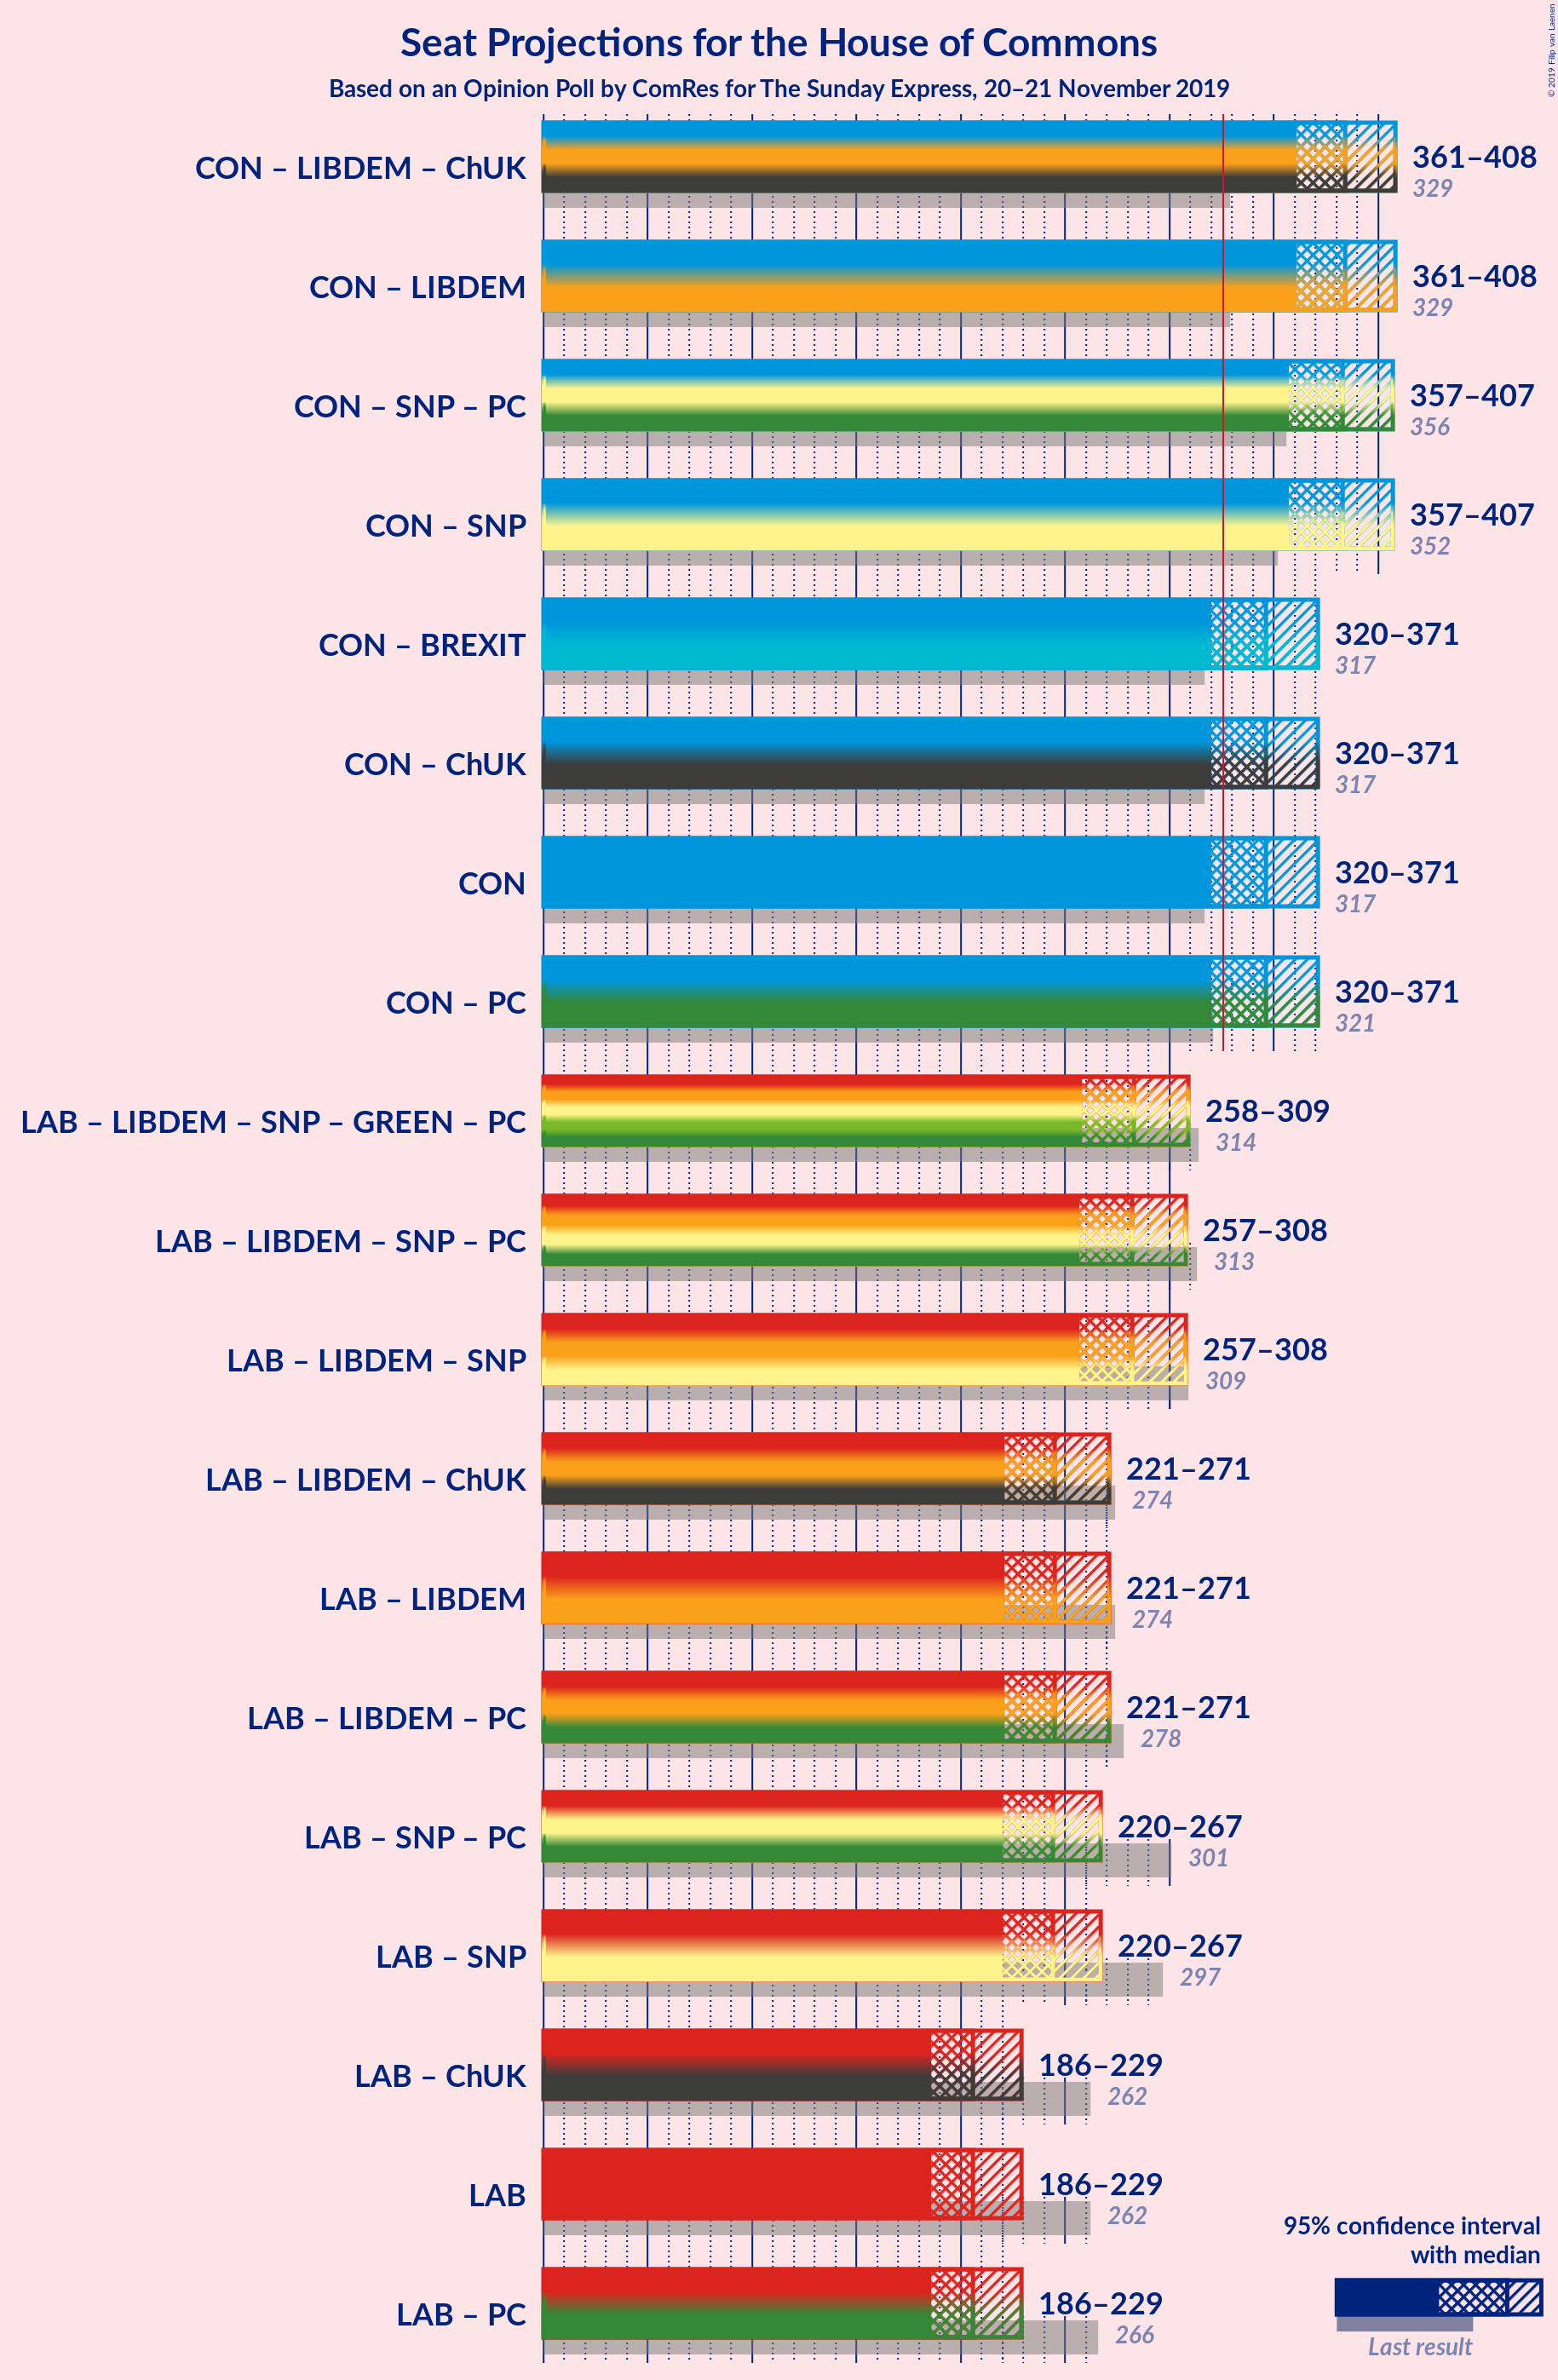 Seat Projections for the House of Commons
Based on an Opinion Poll by ComRes for The Sunday Express, 20–21 November 2019
© 2019 Filip van Laenen
CON – LIBDEM – ChUK
361–408
329
CON – LIBDEM
361–408
329
CON – SNP – PC
357–407
356
CON – SNP
357–407
352
CON – BREXIT
320–371
317
CON – ChUK
320–371
317
CON
320–371
317
CON – PC
320–371
321
LAB – LIBDEM – SNP – GREEN – PC
258–309
314
LAB – LIBDEM – SNP – PC
257–308
313
LAB – LIBDEM – SNP
257–308
309
LAB – LIBDEM – ChUK
221–271
274
LAB – LIBDEM
221–271
274
LAB – LIBDEM – PC
221–271
278
LAB – SNP – PC
220–267
301
LAB – SNP
220–267
297
LAB – ChUK
186–229
262
LAB
186–229
262
LAB – PC
186–229
266
95% confidence interval
with median
Last result